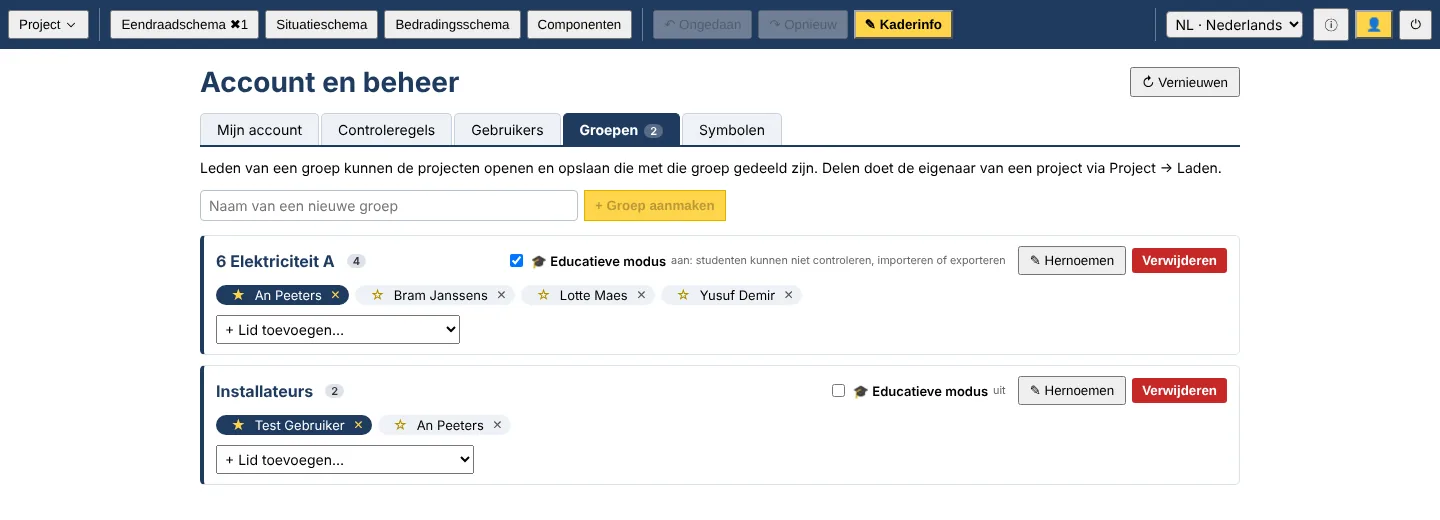 Project
Eendraadschema ✖1 Situatieschema Bedradingsschema Componenten
↶ Ongedaan ↷ Opnieuw ✎ Kaderinfo
NL · Nederlands ⓘ 👤 ⏻
Account en beheer
↻ Vernieuwen
Mijn account Controleregels Gebruikers Groepen 2 Symbolen
Leden van een groep kunnen de projecten openen en opslaan die met die groep gedeeld zijn. Delen doet de eigenaar van een project via Project → Laden.
Naam van een nieuwe groep + Groep aanmaken
6 Elektriciteit A 4 🎓 Educatieve modus aan: studenten kunnen niet controleren, importeren of exporteren ✎ Hernoemen Verwijderen
★ An Peeters × ☆ Bram Janssens × ☆ Lotte Maes × ☆ Yusuf Demir ×
+ Lid toevoegen...
Installateurs 2 🎓 Educatieve modus uit ✎ Hernoemen Verwijderen
★ Test Gebruiker × ☆ An Peeters ×
+ Lid toevoegen...